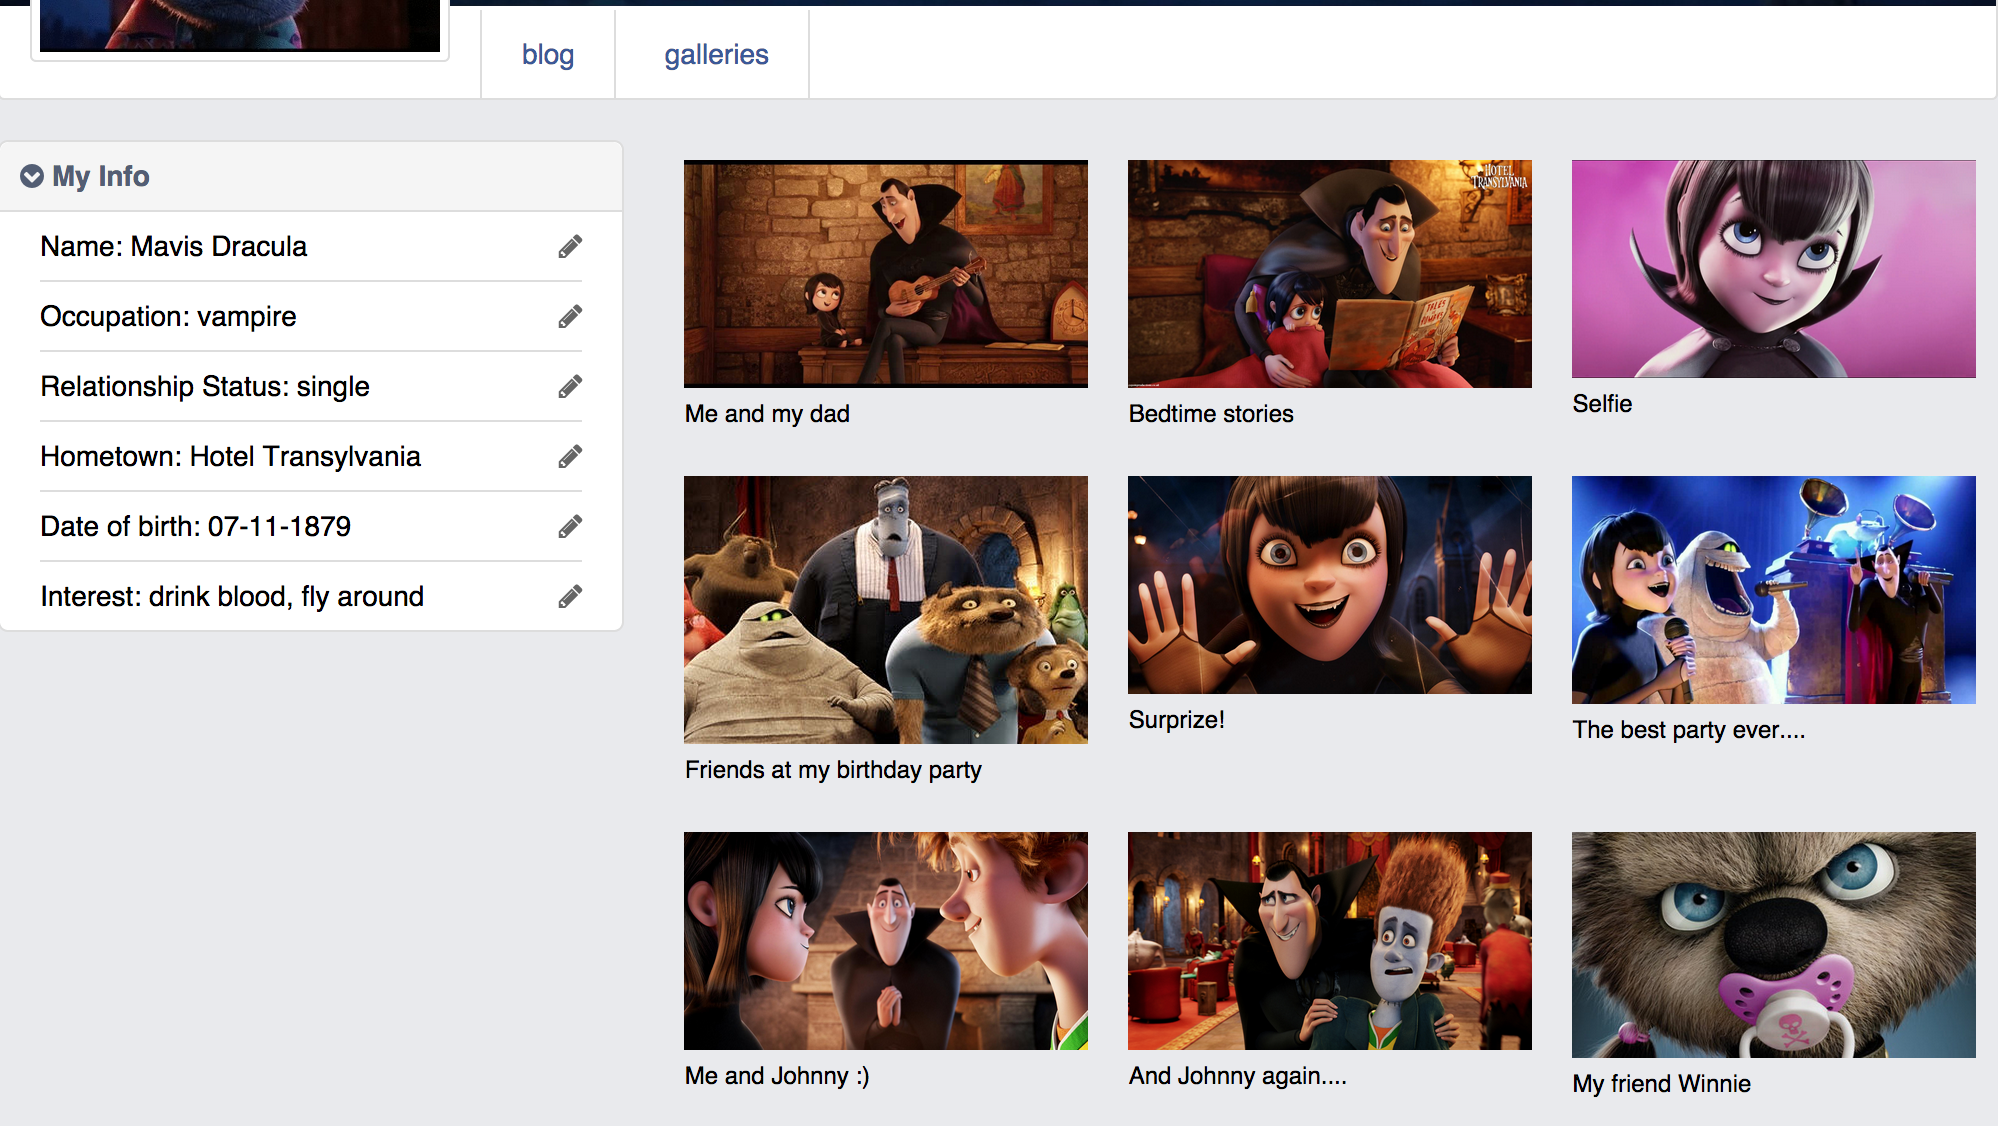 blog
galleries
My Info
Name: Mavis Dracula
Occupation: vampire
Relationship Status: single
Hometown: Hotel Transylvania
Date of birth: 07-11-1879
Interest: drink blood, fly around
HOTEL
TRANSYLVANIA
TALES
Me and my dad
Bedtime stories
Selfie
Friends at my birthday party
Surprize!
The best party ever....
Me and Johnny :)
And Johnny again....
My friend Winnie